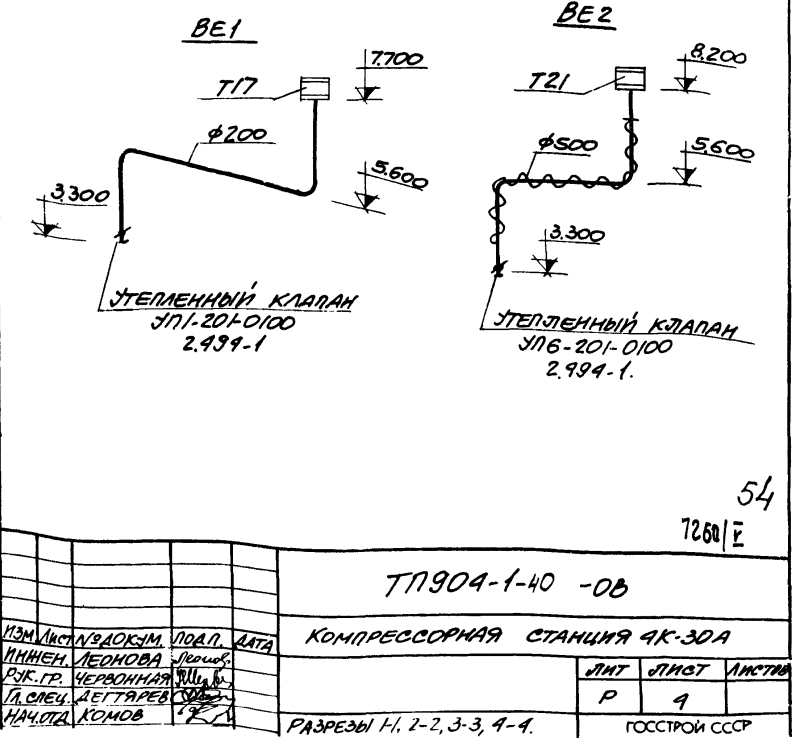 ВЕ1
ВЕ2
7.700
8.200
Т17
Т21
ф200
ф500
5.600
5.600
3.300
3.300
УТЕПЛЕННЫЙ КЛАПАН
УП1-201-0100
2.494-1
УТЕПЛЕННЫЙ КЛАПАН
УП6-201-0100
2.494-1.
54
7260/V
ТП904-1-40 -ОВ
ИЗМ ЛИСТ №ДОКУМ. ПОДП. ДАТА
КОМПРЕССОРНАЯ СТАНЦИЯ 4К-30А
ИНЖЕН. ЛЕОНОВА
РУК. ГР. ЧЕРВОННАЯ
ГЛ. СПЕЦ. ДЕГТЯРЕВ
НАЧ.ОТД КОМОВ
ЛИТ ЛИСТ ЛИСТОВ
Р 4
РАЗРЕЗЫ 1-1, 2-2, 3-3, 4-4.
ГОССТРОЙ СССР